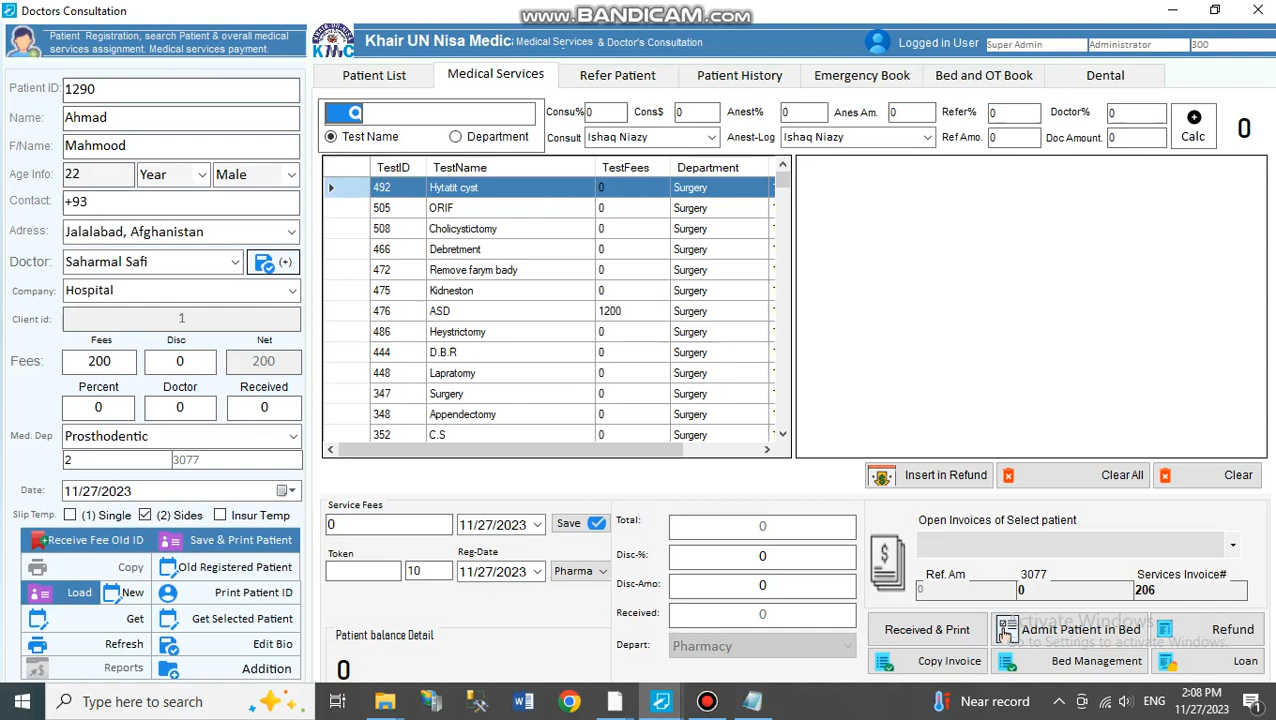 Doctors Consultation
www.BANDICAM.com
Patient Registration, search Patient & overall medical
services assignment. Medical services payment.
KMC
Khair UN Nisa Medic: Medical Services & Doctor's Consultation
Logged in User Super Admin Administrator 300
Patient ID: 1290
Name: Ahmad
F/Name: Mahmood
Age Info: 22 Year Male
Contact: +93
Adress: Jalalabad, Afghanistan
Doctor: Saharmal Safi (+)
Company: Hospital
Client id: 1
Fees Disc Net
Fees: 200 0 200
Percent Doctor Received
0 0 0
Med. Dep Prosthodentic
2 3077
Date: 11/27/2023
Slip Temp. (1) Single (2) Sides Insur Temp
Receive Fee Old ID Save & Print Patient
Copy Old Registered Patient
Load New Print Patient ID
Get Get Selected Patient
Refresh Edit Bio
Reports Addition
Patient List Medical Services Refer Patient Patient History Emergency Book Bed and OT Book Dental
Consu% 0 Cons$ 0 Anest% 0 Anes Am. 0 Refer% 0 Doctor% 0
Test Name Department Consult Ishaq Niazy Anest-Log Ishaq Niazy Ref Amo. 0 Doc Amount. 0
Calc 0
TestID TestName TestFees Department
492 Hytatit cyst 0 Surgery
505 ORIF 0 Surgery
508 Cholicystictomy 0 Surgery
466 Debretment 0 Surgery
472 Remove farym bady 0 Surgery
475 Kidneston 0 Surgery
476 ASD 1200 Surgery
486 Heystrictomy 0 Surgery
444 D.B.R 0 Surgery
448 Lapratomy 0 Surgery
347 Surgery 0 Surgery
348 Appendectomy 0 Surgery
352 C.S 0 Surgery
Insert in Refund Clear All Clear
Service Fees
0 11/27/2023 Save
Token Reg-Date
10 11/27/2023 Pharma
Patient balance Detail
0
Total: 0
Disc-%: 0
Disc-Amo: 0
Received: 0
Depart: Pharmacy
Open Invoices of Select patient
Ref. Am 3077 Services Invoice#
0 0 206
Received & Print Admit Patient in Bed Refund
Copy Invoice Bed Management Loan
Activate Windows
Go to Settings to activate Windows.
Type here to search
Near record ENG 2:08 PM
11/27/2023 1